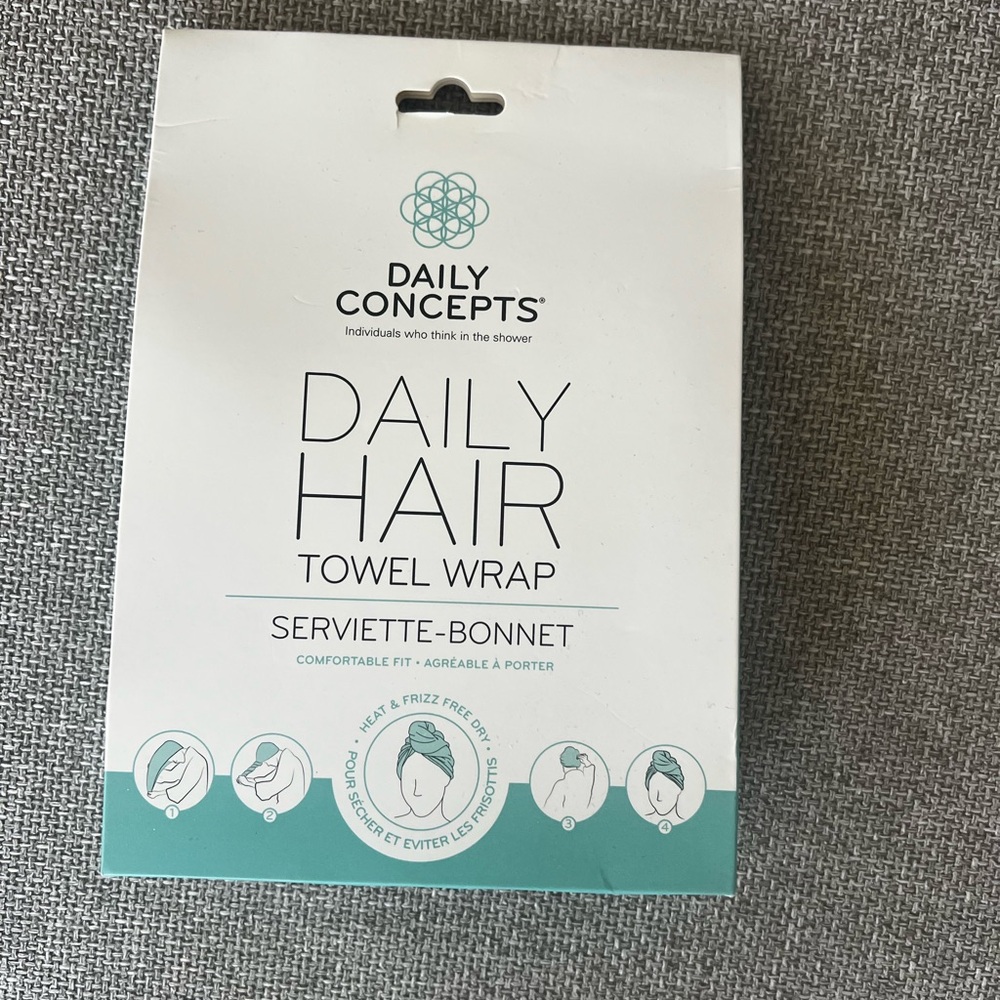 DAILY
CONCEPTS®
Individuals who think in the shower
DAILY
HAIR
TOWEL WRAP
SERVIETTE-BONNET
COMFORTABLE FIT • AGRÉABLE À PORTER
• HEAT & FRIZZ FREE DRY •
POUR SÉCHER ET EVITER LES FRISOTTIS
1
2
3
4